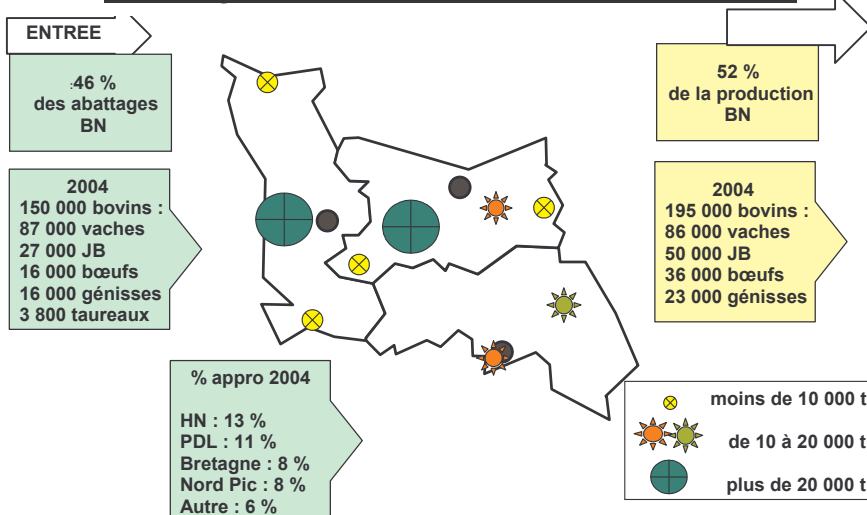 ENTREE
:46 %
des abattages
BN
2004
150 000 bovins :
87 000 vaches
27 000 JB
16 000 bœufs
16 000 génisses
3 800 taureaux
% appro 2004
HN : 13 %
PDL : 11 %
Bretagne : 8 %
Nord Pic : 8 %
Autre : 6 %
52 %
de la production
BN
2004
195 000 bovins :
86 000 vaches
50 000 JB
36 000 bœufs
23 000 génisses
moins de 10 000 t
de 10 à 20 000 t
plus de 20 000 t